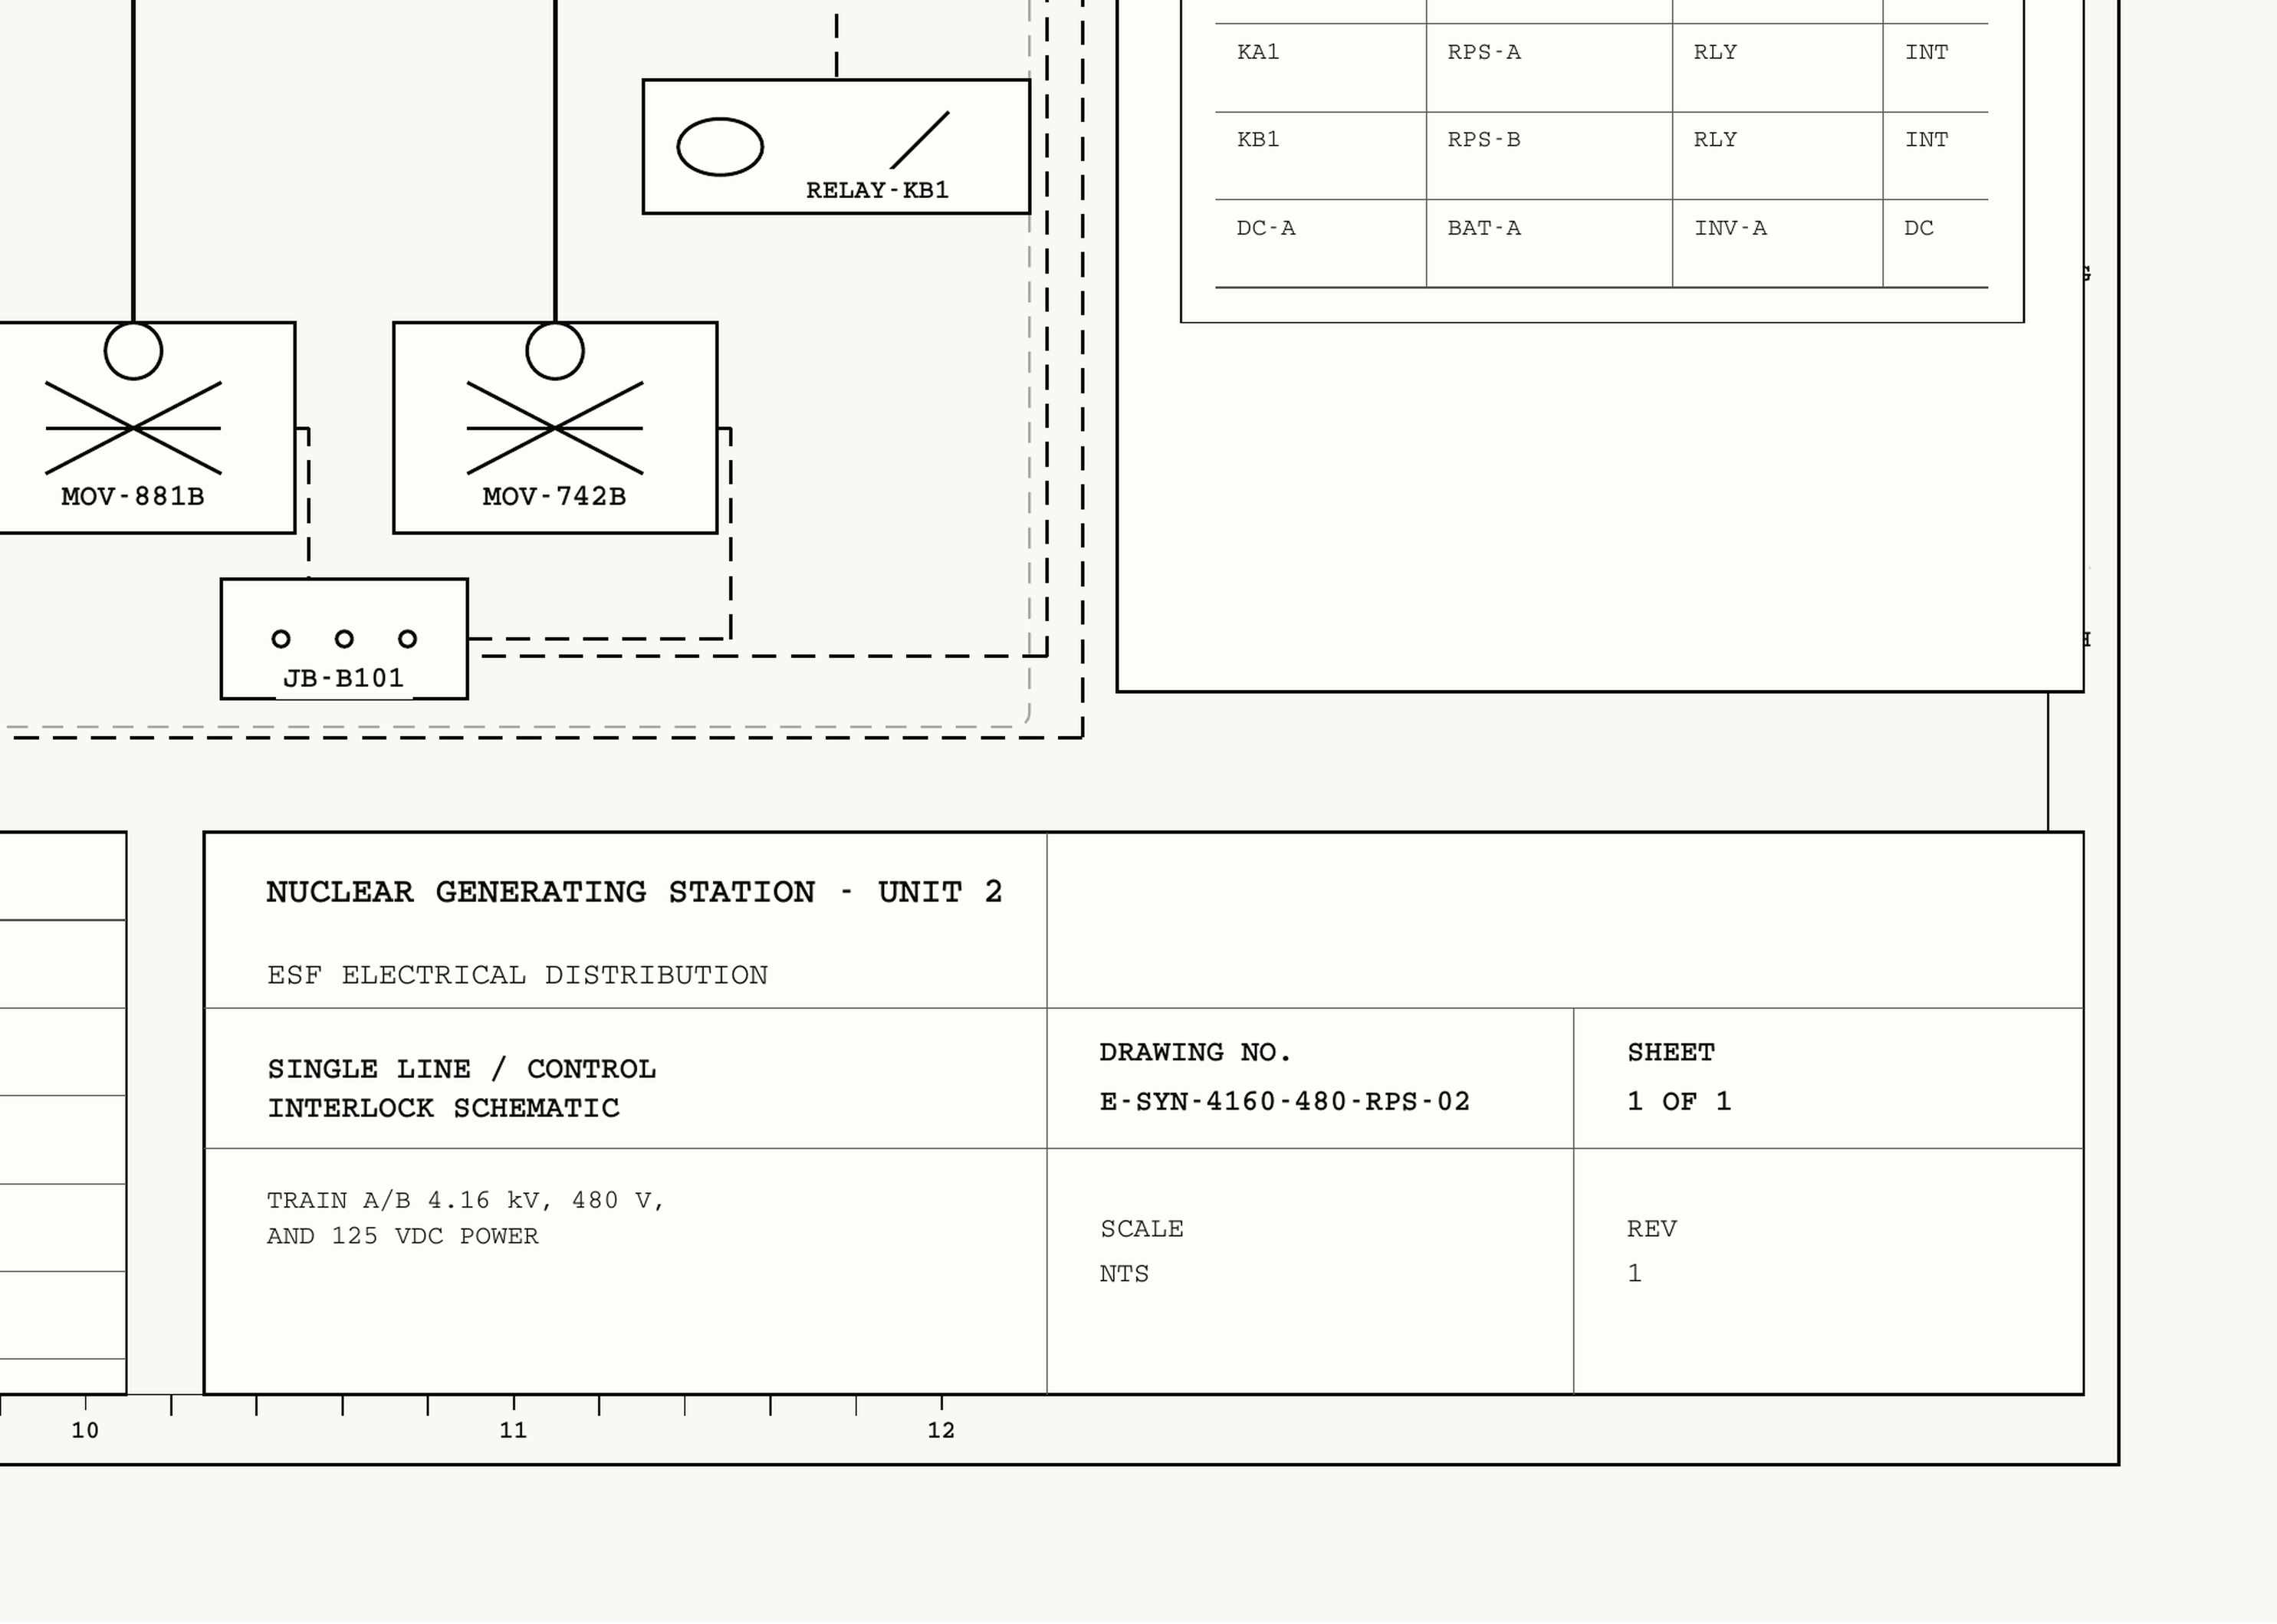 KA1 RPS-A RLY INT
KB1 RPS-B RLY INT
DC-A BAT-A INV-A DC
RELAY-KB1
MOV-881B
MOV-742B
JB-B101
NUCLEAR GENERATING STATION - UNIT 2
ESF ELECTRICAL DISTRIBUTION
SINGLE LINE / CONTROL
INTERLOCK SCHEMATIC
DRAWING NO.
E-SYN-4160-480-RPS-02
SHEET
1 OF 1
TRAIN A/B 4.16 kV, 480 V,
AND 125 VDC POWER
SCALE
NTS
REV
1
10 11 12